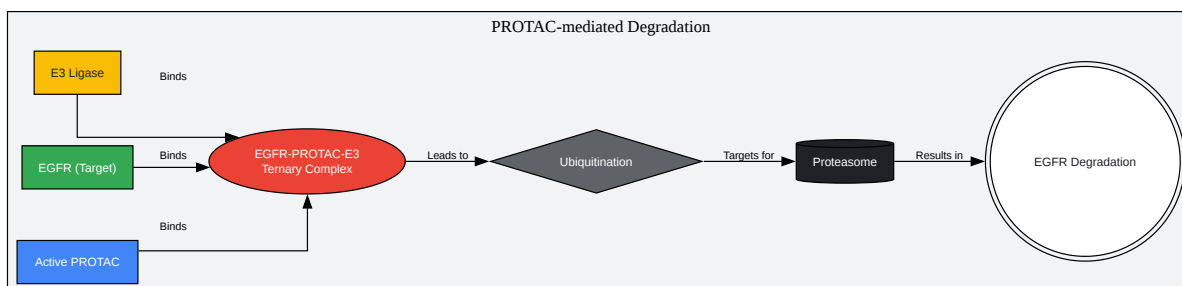 PROTAC-mediated Degradation
E3 Ligase
Binds
EGFR (Target)
Binds
EGFR-PROTAC-E3
Ternary Complex
Leads to
Ubiquitination
Targets for
Proteasome
Results in
EGFR Degradation
Binds
Active PROTAC